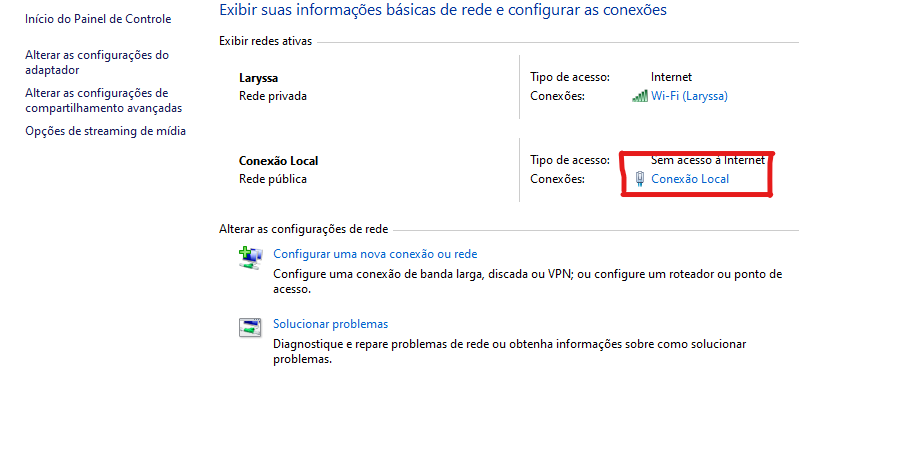 Início do Painel de Controle
Alterar as configurações do
adaptador
Alterar as configurações de
compartilhamento avançadas
Opções de streaming de mídia
Exibir suas informações básicas de rede e configurar as conexões
Exibir redes ativas
Laryssa
Rede privada
Tipo de acesso: Internet
Conexões: Wi-Fi (Laryssa)
Conexão Local
Rede pública
Tipo de acesso: Sem acesso à Internet
Conexões: Conexão Local
Alterar as configurações de rede
Configurar uma nova conexão ou rede
Configure uma conexão de banda larga, discada ou VPN; ou configure um roteador ou ponto de
acesso.
Solucionar problemas
Diagnostique e repare problemas de rede ou obtenha informações sobre como solucionar
problemas.